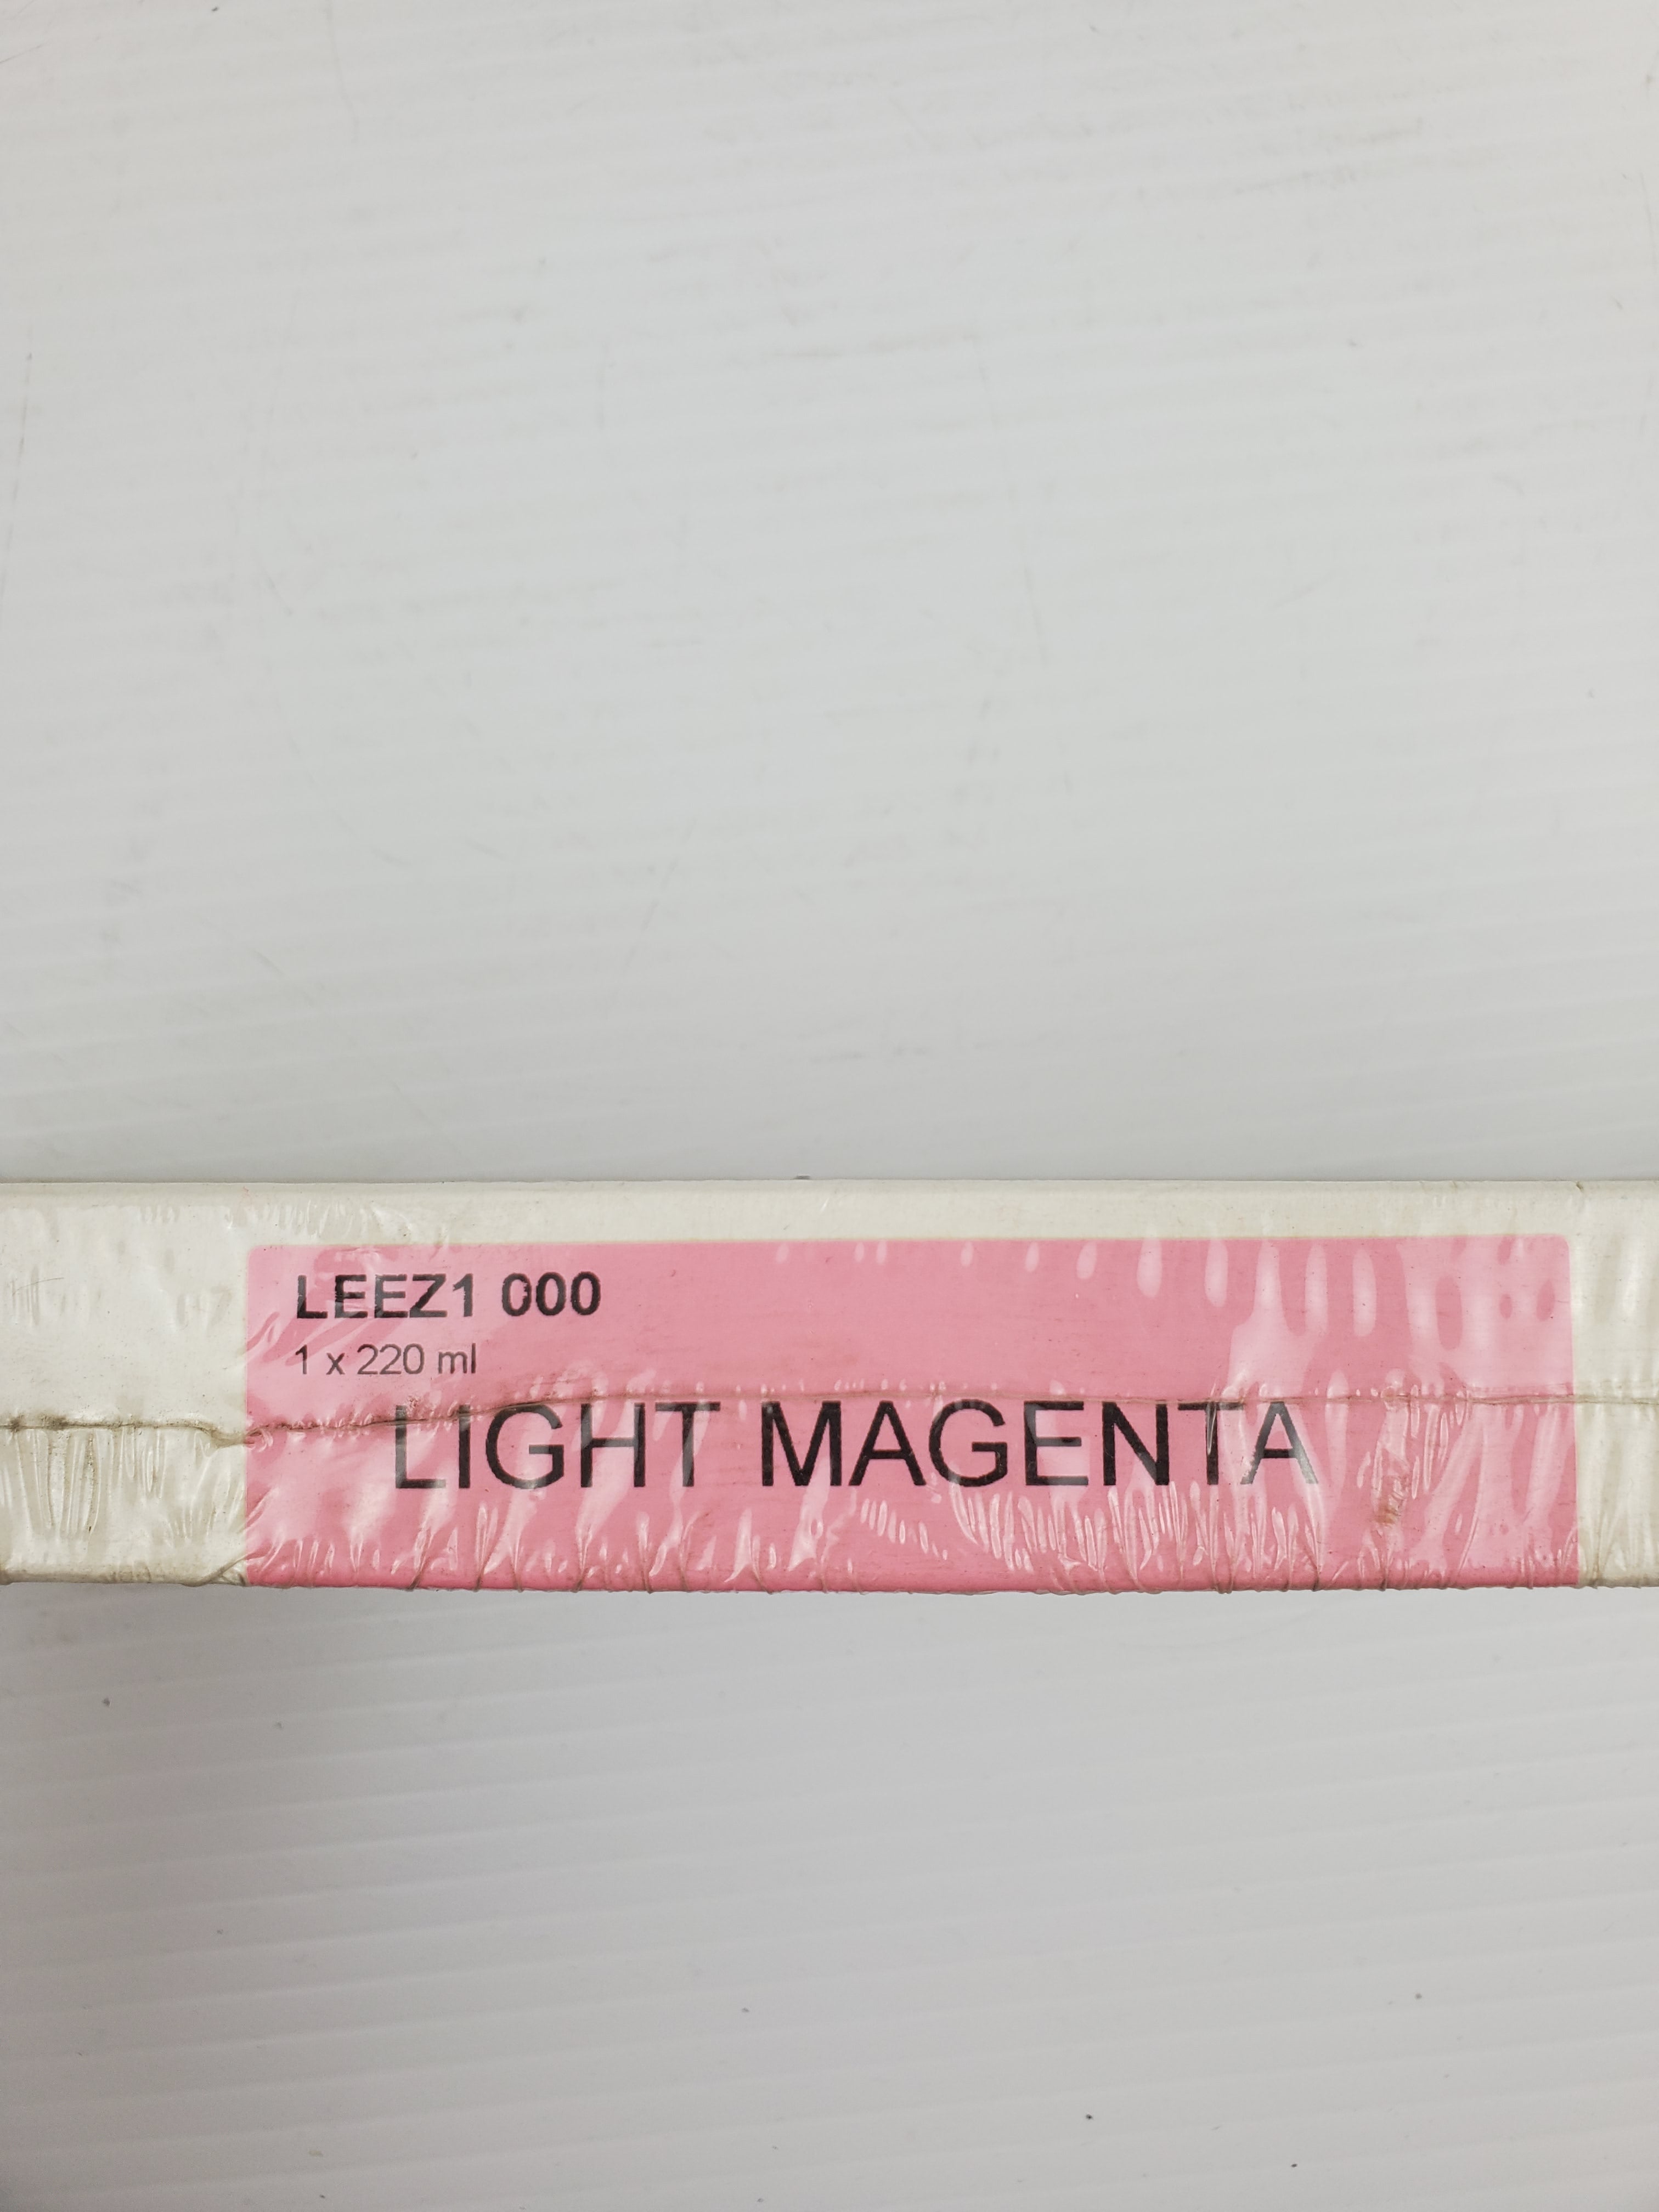 LEEZ1 000
1 x 220 ml
LIGHT MAGENTA